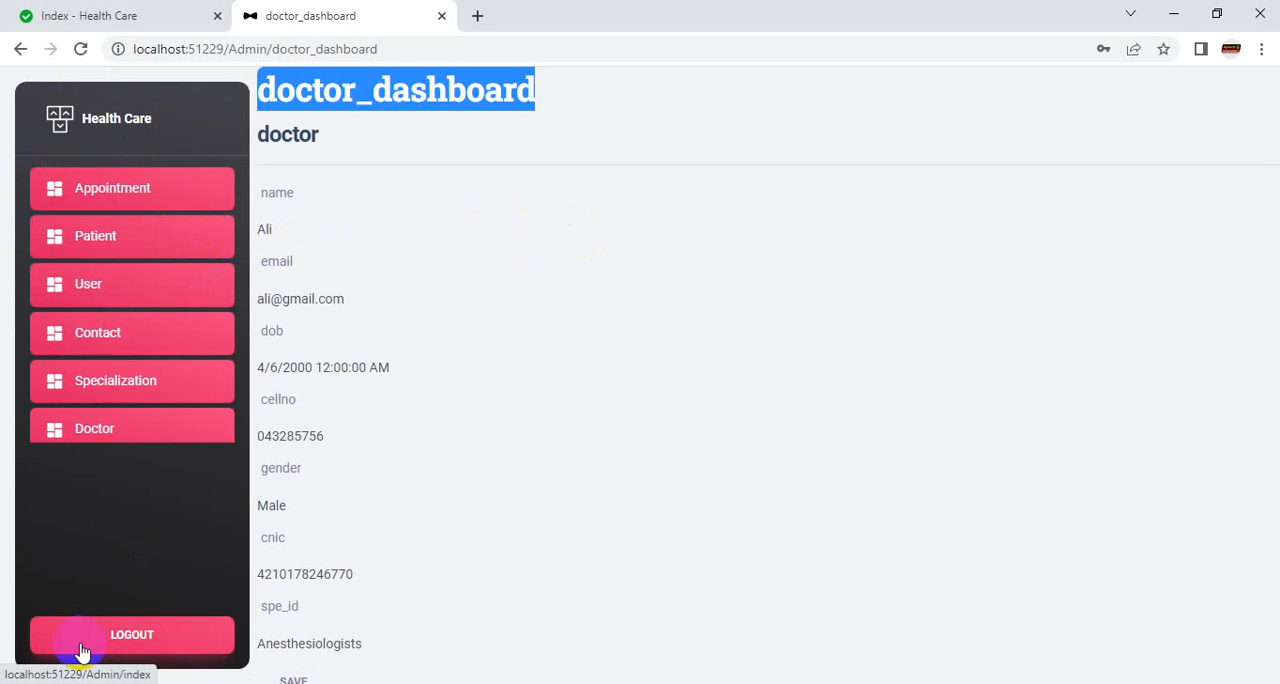 Index - Health Care
doctor_dashboard
localhost:51229/Admin/doctor_dashboard
Health Care
Appointment
Patient
User
Contact
Specialization
Doctor
LOGOUT
localhost:51229/Admin/index
doctor_dashboard
doctor
name
Ali
email
ali@gmail.com
dob
4/6/2000 12:00:00 AM
cellno
043285756
gender
Male
cnic
4210178246770
spe_id
Anesthesiologists
SAVE